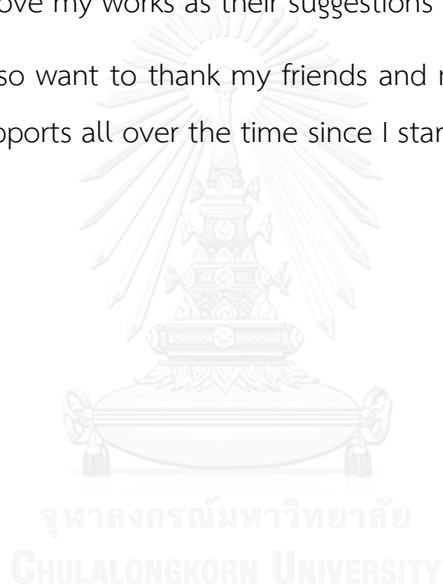 ove my works as their suggestions
so want to thank my friends and
ports all over the time since I star
จุฬาลงกรณ์มหาวิทยาลัย
CHULALONGKORN UNIVERSITY